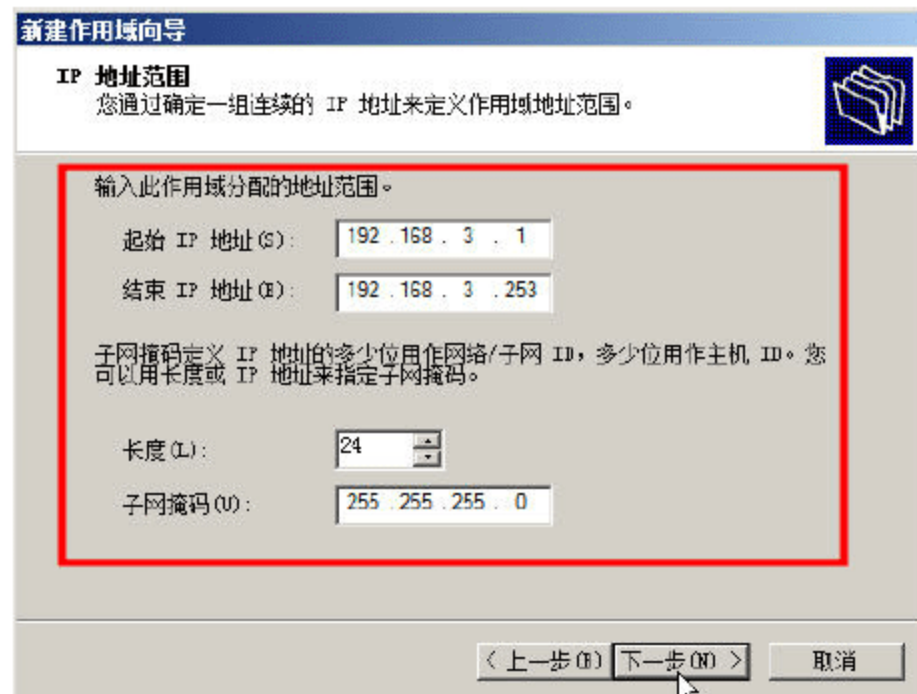 新建作用域向导
IP 地址范围
您通过确定一组连续的 IP 地址来定义作用域地址范围。
输入此作用域分配的地址范围。
起始 IP 地址(S):
192 .168 . 3 . 1
结束 IP 地址(E):
192 .168 . 3 .253
子网掩码定义 IP 地址的多少位用作网络/子网 ID，多少位用作主机 ID。您
可以用长度或 IP 地址来指定子网掩码。
长度(L):
24
子网掩码(U):
255 .255 .255 . 0
< 上一步(B) 下一步(N) > 取消